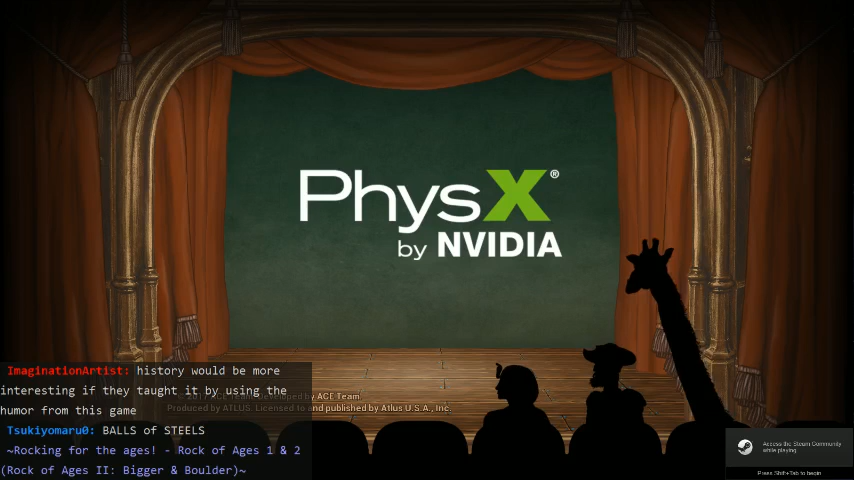 PhysX®
by NVIDIA
ImaginationArtist: history would be more
interesting if they taught it by using the
humor from this game
Developed by ACE Team
Produced by ATLUS. Licensed to and published by Atlus U.S.A., Inc.
Tsukiyomaru0: BALLS of STEELS
~Rocking for the ages! - Rock of Ages 1 & 2
(Rock of Ages II: Bigger & Boulder)~
Access the Steam Community
while playing.
Press Shift+Tab to begin